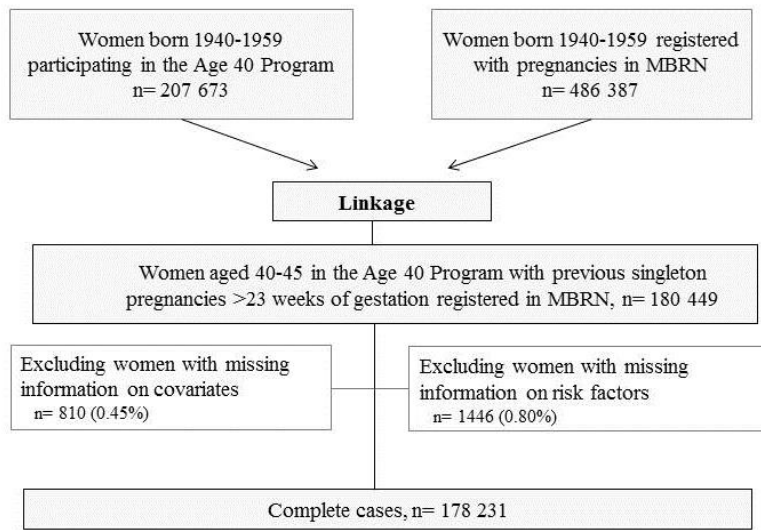 Women born 1940-1959
participating in the Age 40 Program
n= 207 673
Women born 1940-1959 registered
with pregnancies in MBRN
n= 486 387
Linkage
Women aged 40-45 in the Age 40 Program with previous singleton
pregnancies >23 weeks of gestation registered in MBRN, n= 180 449
Excluding women with missing
information on covariates
n= 810 (0.45%)
Excluding women with missing
information on risk factors
n= 1446 (0.80%)
Complete cases, n= 178 231